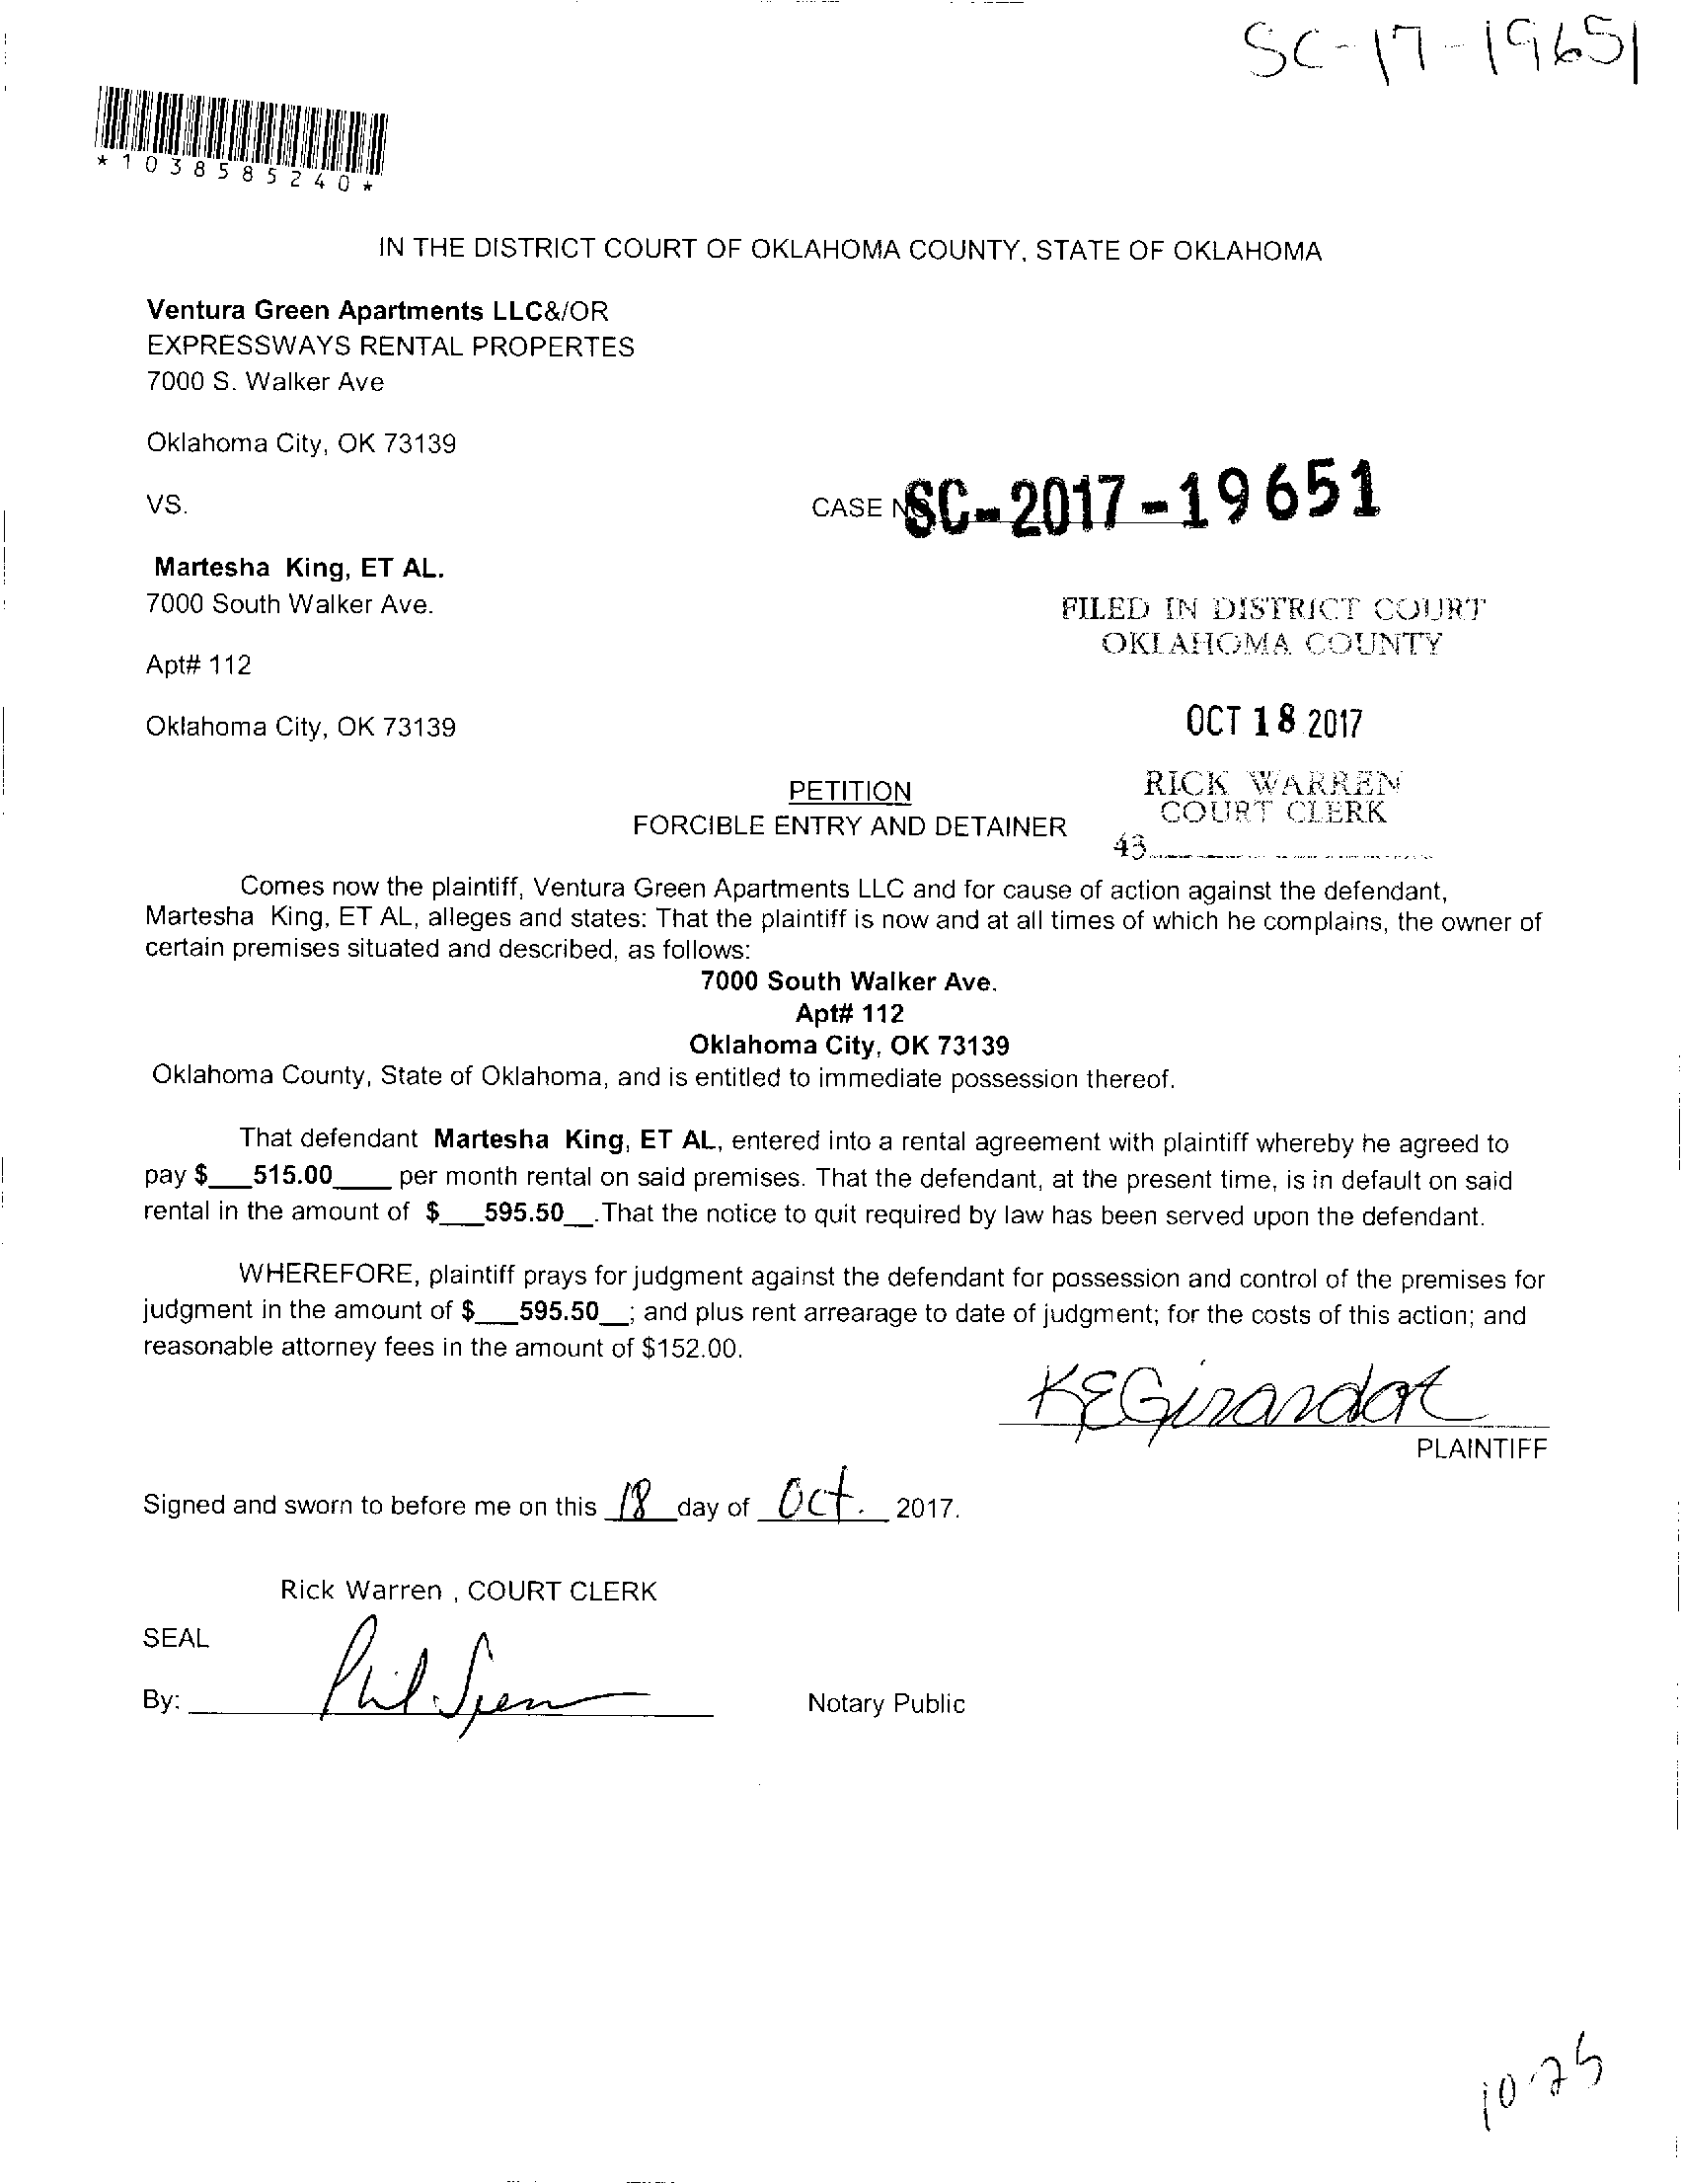 SC-17-19651
*1038585240*
IN THE DISTRICT COURT OF OKLAHOMA COUNTY, STATE OF OKLAHOMA
Ventura Green Apartments LLC&/OR
EXPRESSWAYS RENTAL PROPERTES
7000 S. Walker Ave
Oklahoma City, OK 73139
VS.
CASE NO SC-2017-19651
Martesha King, ET AL.
7000 South Walker Ave.
FILED IN DISTRICT COURT
OKLAHOMA COUNTY
Apt# 112
Oklahoma City, OK 73139
OCT 18 2017
PETITION
RICK WARREN
COURT CLERK
FORCIBLE ENTRY AND DETAINER
43
Comes now the plaintiff, Ventura Green Apartments LLC and for cause of action against the defendant,
Martesha King, ET AL, alleges and states: That the plaintiff is now and at all times of which he complains, the owner of
certain premises situated and described, as follows:
7000 South Walker Ave.
Apt# 112
Oklahoma City, OK 73139
Oklahoma County, State of Oklahoma, and is entitled to immediate possession thereof.
That defendant Martesha King, ET AL, entered into a rental agreement with plaintiff whereby he agreed to
pay $___515.00____ per month rental on said premises. That the defendant, at the present time, is in default on said
rental in the amount of $___595.50__.That the notice to quit required by law has been served upon the defendant.
WHEREFORE, plaintiff prays for judgment against the defendant for possession and control of the premises for
judgment in the amount of $___595.50__; and plus rent arrearage to date of judgment; for the costs of this action; and
reasonable attorney fees in the amount of $152.00.
KEGirardot
PLAINTIFF
Signed and sworn to before me on this 18 day of Oct. 2017.
Rick Warren , COURT CLERK
SEAL
By: Phil
Notary Public
10-25